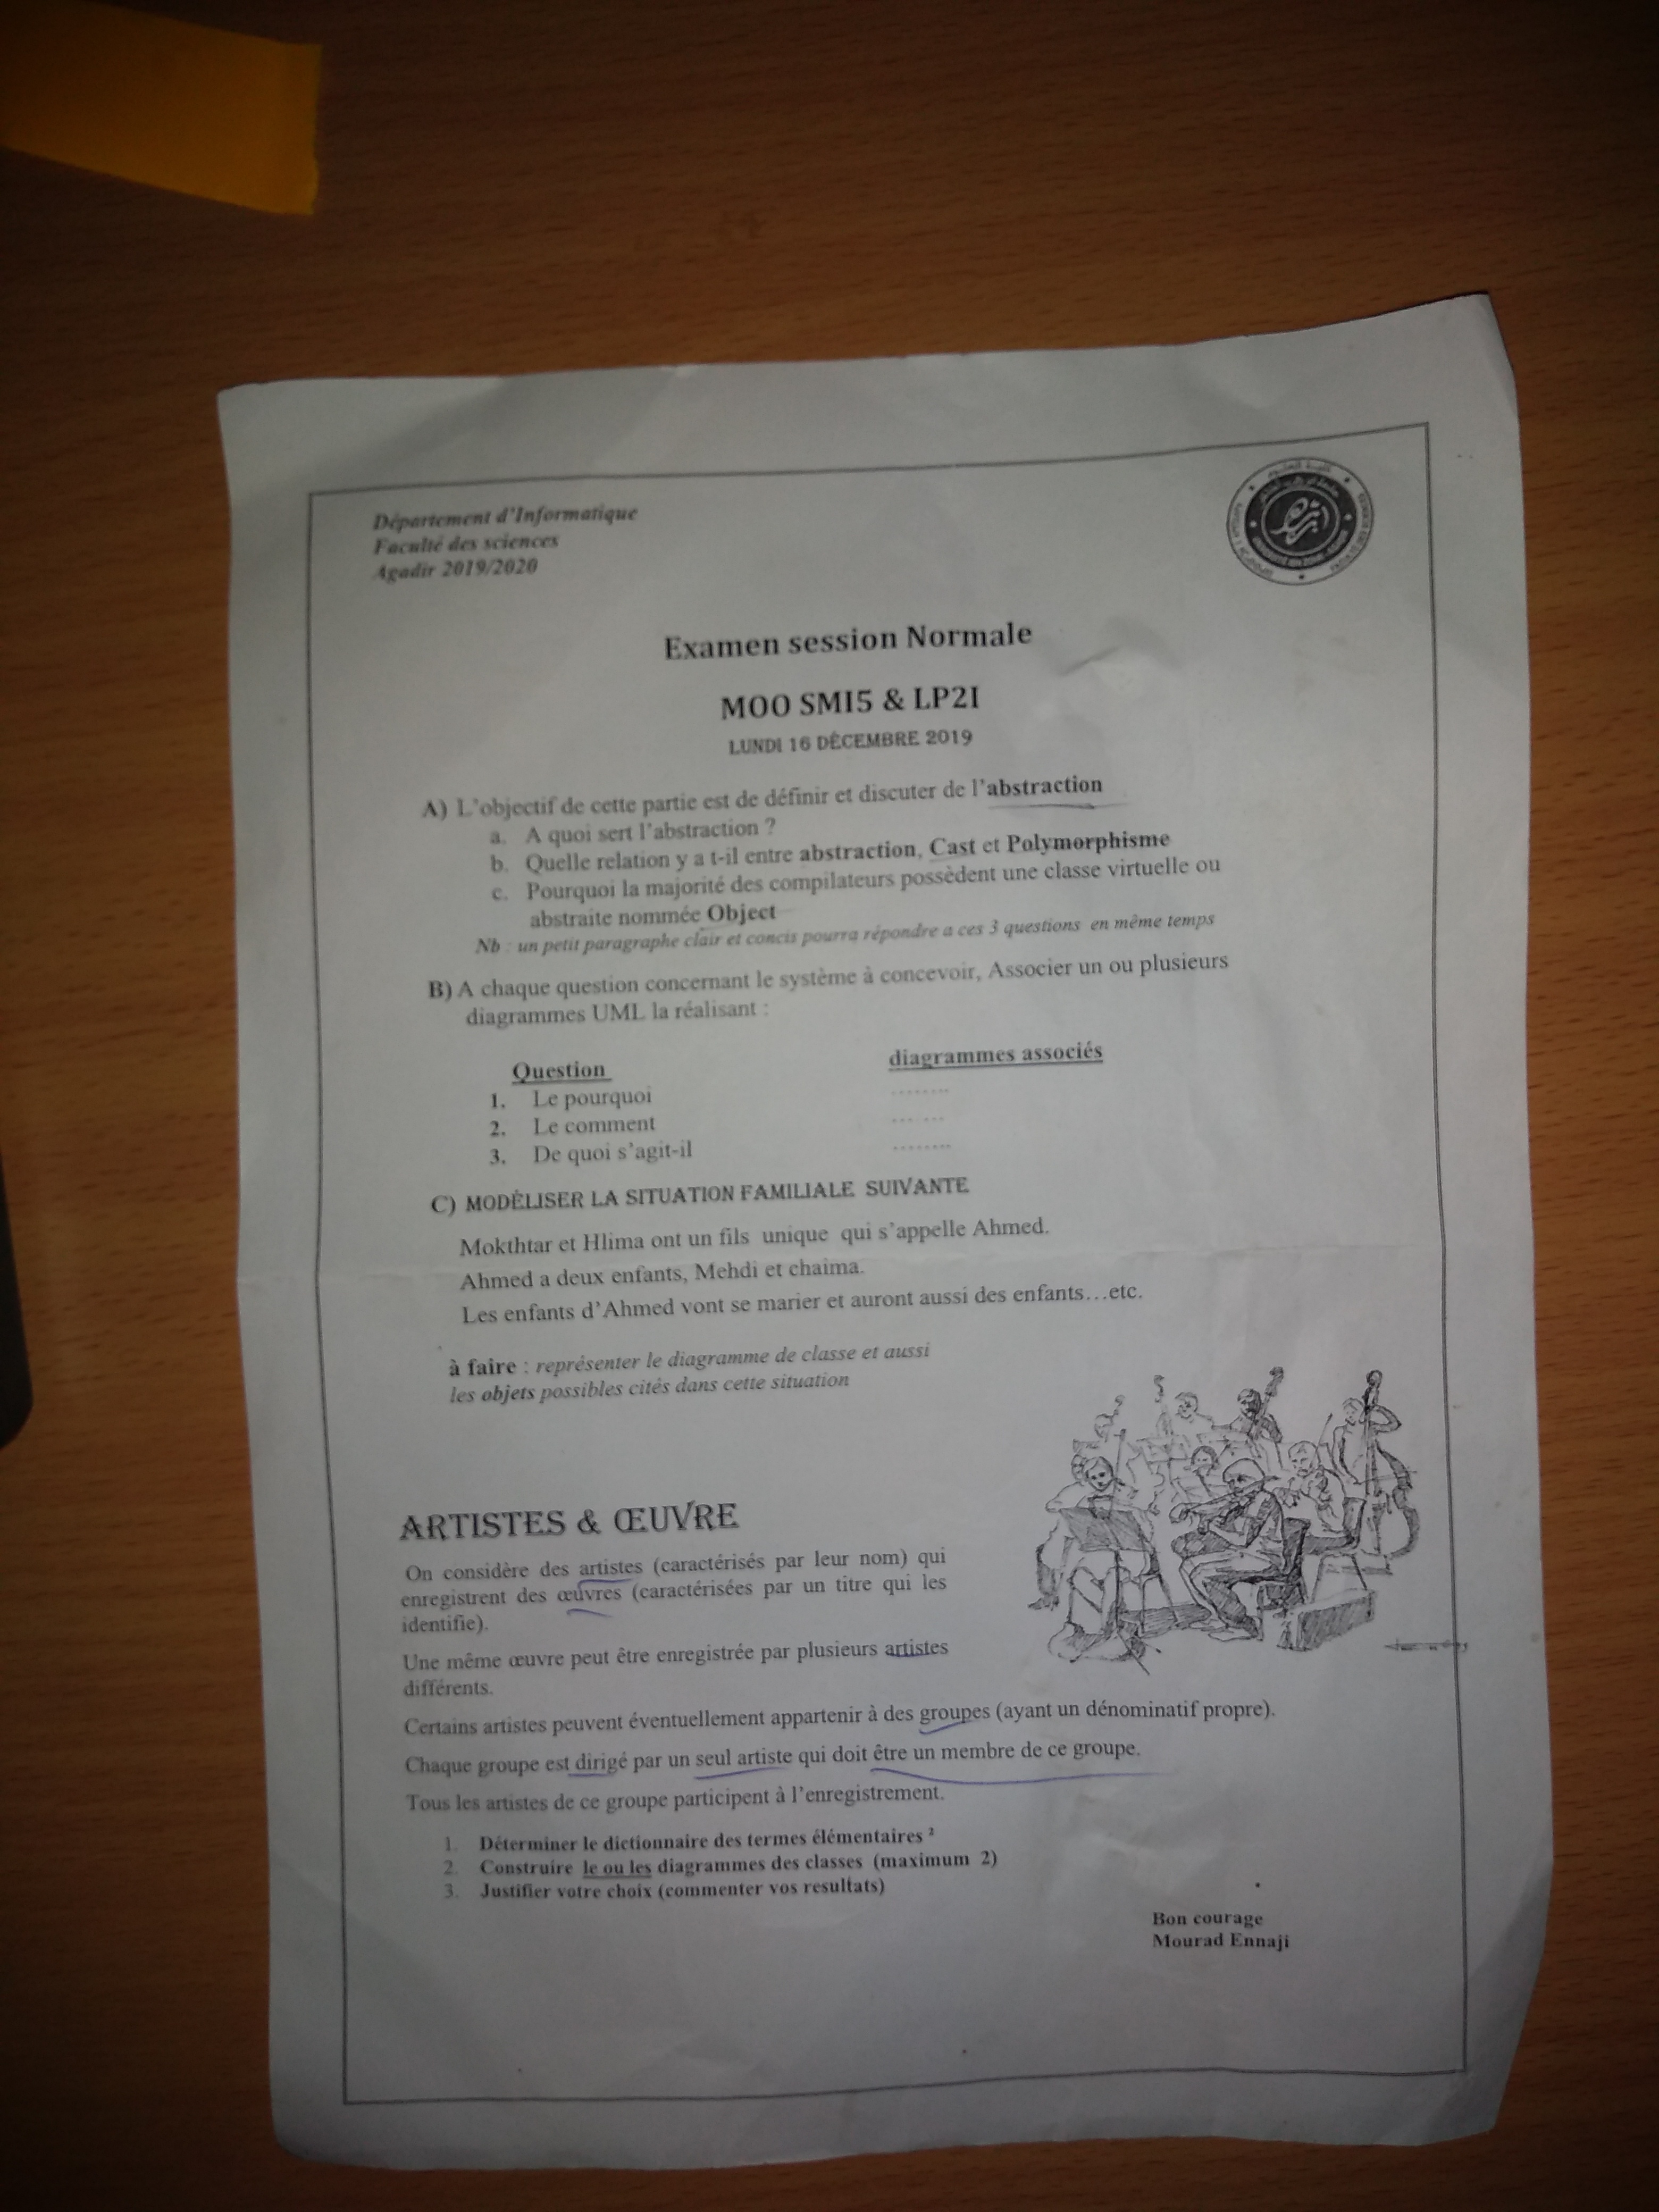 Département d'Informatique
Faculté des sciences
Agadir 2019/2020
Examen session Normale
MOO SMI5 & LP2I
LUNDI 16 DÉCEMBRE 2019
A) L'objectif de cette partie est de définir et discuter de l'abstraction
a. A quoi sert l'abstraction ?
b. Quelle relation y a t-il entre abstraction, Cast et Polymorphisme
c. Pourquoi la majorité des compilateurs possèdent une classe virtuelle ou
abstraite nommée Object
Nb : un petit paragraphe clair et concis pourra répondre a ces 3 questions en même temps
B) A chaque question concernant le système à concevoir, Associer un ou plusieurs
diagrammes UML la réalisant :
Question diagrammes associés
1. Le pourquoi ........
2. Le comment .......
3. De quoi s'agit-il ........
C) MODÉLISER LA SITUATION FAMILIALE SUIVANTE
Mokthtar et Hlima ont un fils unique qui s'appelle Ahmed.
Ahmed a deux enfants, Mehdi et chaima.
Les enfants d'Ahmed vont se marier et auront aussi des enfants…etc.
à faire : représenter le diagramme de classe et aussi
les objets possibles cités dans cette situation
ARTISTES & ŒUVRE
On considère des artistes (caractérisés par leur nom) qui
enregistrent des œuvres (caractérisées par un titre qui les
identifie).
Une même œuvre peut être enregistrée par plusieurs artistes
différents.
Certains artistes peuvent éventuellement appartenir à des groupes (ayant un dénominatif propre).
Chaque groupe est dirigé par un seul artiste qui doit être un membre de ce groupe.
Tous les artistes de ce groupe participent à l'enregistrement.
1. Déterminer le dictionnaire des termes élémentaires ²
2. Construire le ou les diagrammes des classes (maximum 2)
3. Justifier votre choix (commenter vos resultats)
Bon courage
Mourad Ennaji